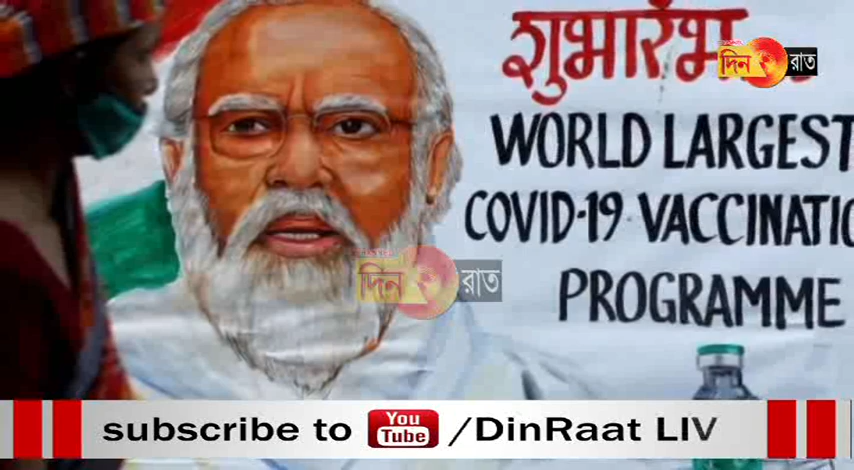 शुभारंभ
दिन রাত
WORLD LARGEST
COVID-19 VACCINATIO
PROGRAMME
দিন রাত
subscribe to You Tube /DinRaat LIV